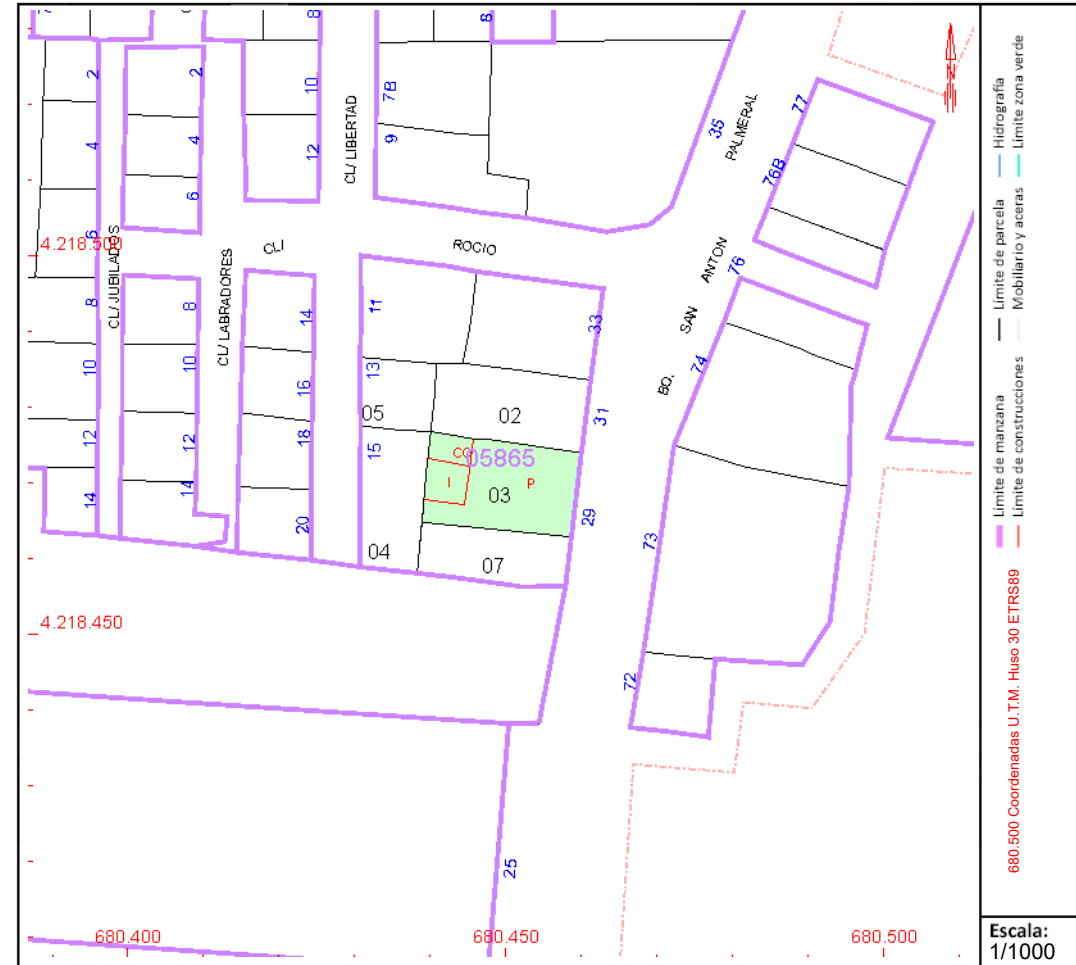 8
8
2
2
10
7B
35
PALMERAL
77
4
4
12
9
76B
CL/ LIBERTAD
6
6
4.218.500
CL/ JUBILADOS
CL/ LABRADORES
CL/
ROCIO
SAN
ANTON
76
8
8
14
11
33
BO.
74
10
10
16
13
05
02
31
12
12
18
15
CO
05865
I
P
03
14
14
20
29
73
04
07
4.218.450
72
25
680.400
680.450
680.500
N
Hidrografía
Límite zona verde
Límite de parcela
Mobiliario y aceras
Límite de manzana
Límite de construcciones
680.500 Coordenadas U.T.M. Huso 30 ETRS89
Escala:
1/1000